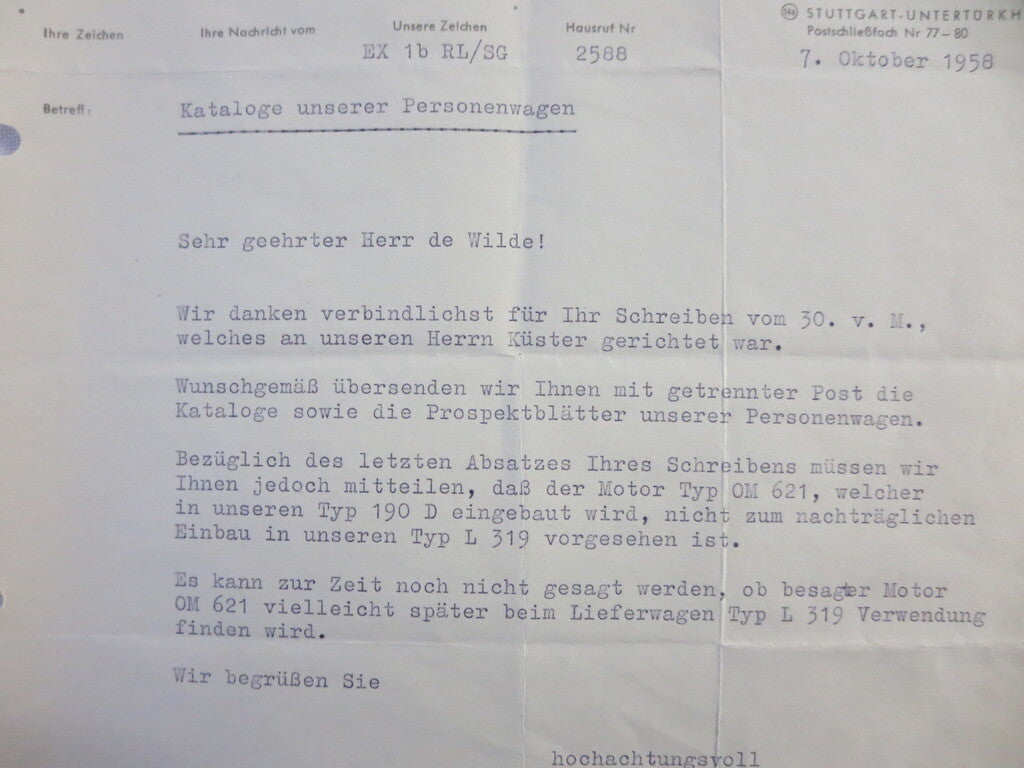 (14a) STUTTGART-UNTERTÜRKH
Postschließfach Nr 77-80
Ihre Zeichen Ihre Nachricht vom Unsere Zeichen Hausruf Nr
EX 1b RL/SG 2588 7. Oktober 1958
Betreff: Kataloge unserer Personenwagen
Sehr geehrter Herr de Wilde!
Wir danken verbindlichst für Ihr Schreiben vom 30. v. M.,
welches an unseren Herrn Küster gerichtet war.
Wunschgemäß übersenden wir Ihnen mit getrennter Post die
Kataloge sowie die Prospektblätter unserer Personenwagen.
Bezüglich des letzten Absatzes Ihres Schreibens müssen wir
Ihnen jedoch mitteilen, daß der Motor Typ OM 621, welcher
in unseren Typ 190 D eingebaut wird, nicht zum nachträglichen
Einbau in unseren Typ L 319 vorgesehen ist.
Es kann zur Zeit noch nicht gesagt werden, ob besagter Motor
OM 621 vielleicht später beim Lieferwagen Typ L 319 Verwendung
finden wird.
Wir begrüßen Sie
hochachtungsvoll